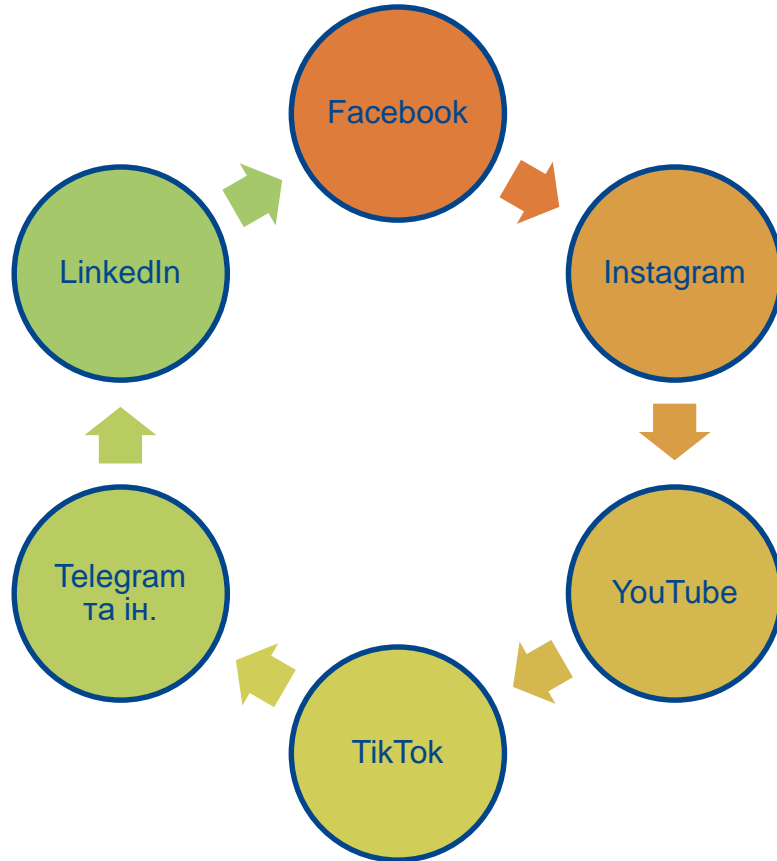 Facebook
Instagram
YouTube
TikTok
Telegram
та ін.
LinkedIn